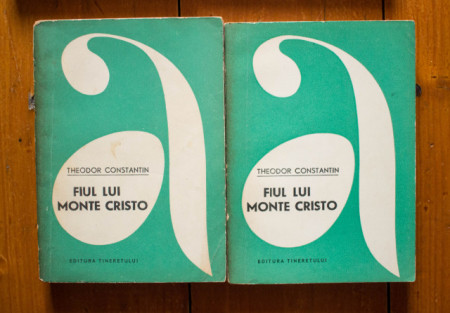 THEODOR CONSTANTIN
FIUL LUI
MONTE CRISTO
EDITURA TINERETULUI
THEODOR CONSTANTIN
FIUL LUI
MONTE CRISTO
EDITURA TINERETULUI